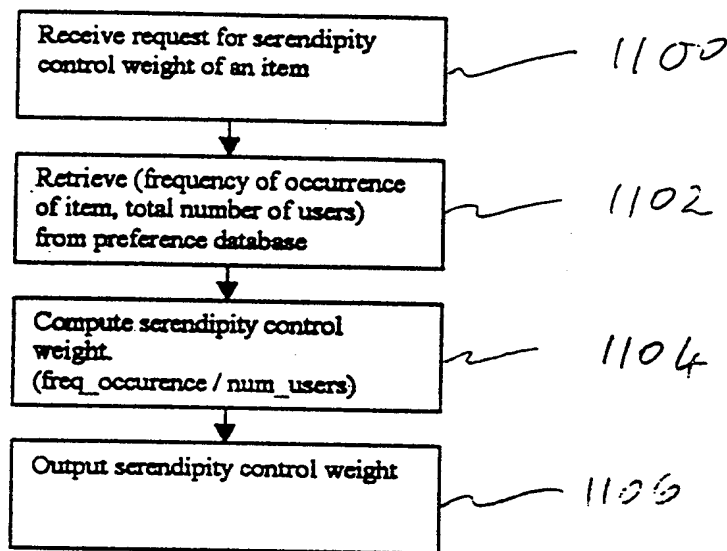 Receive request for serendipity
control weight of an item
1100
Retrieve (frequency of occurrence
of item, total number of users)
from preference database
1102
Compute serendipity control
weight.
(freq_occurence / num_users)
1104
Output serendipity control weight
1106